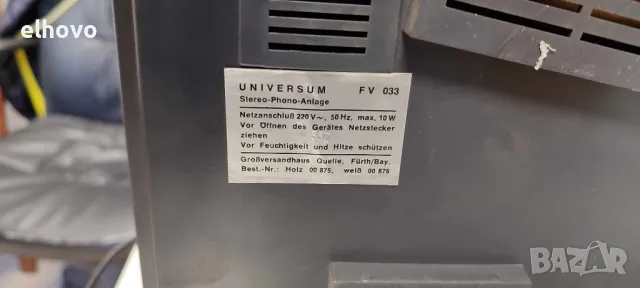 elhovo
UNIVERSUM FV 033
Stereo-Phono-Anlage
Netzanschluß 220 V~, 50 Hz, max. 10 W
Vor Öffnen des Gerätes Netzstecker
ziehen
Vor Feuchtigkeit und Hitze schützen
Großversandhaus Quelle, Fürth/Bay.
Best.-Nr.: Holz 00 875, weiß 00 876
BAZAR